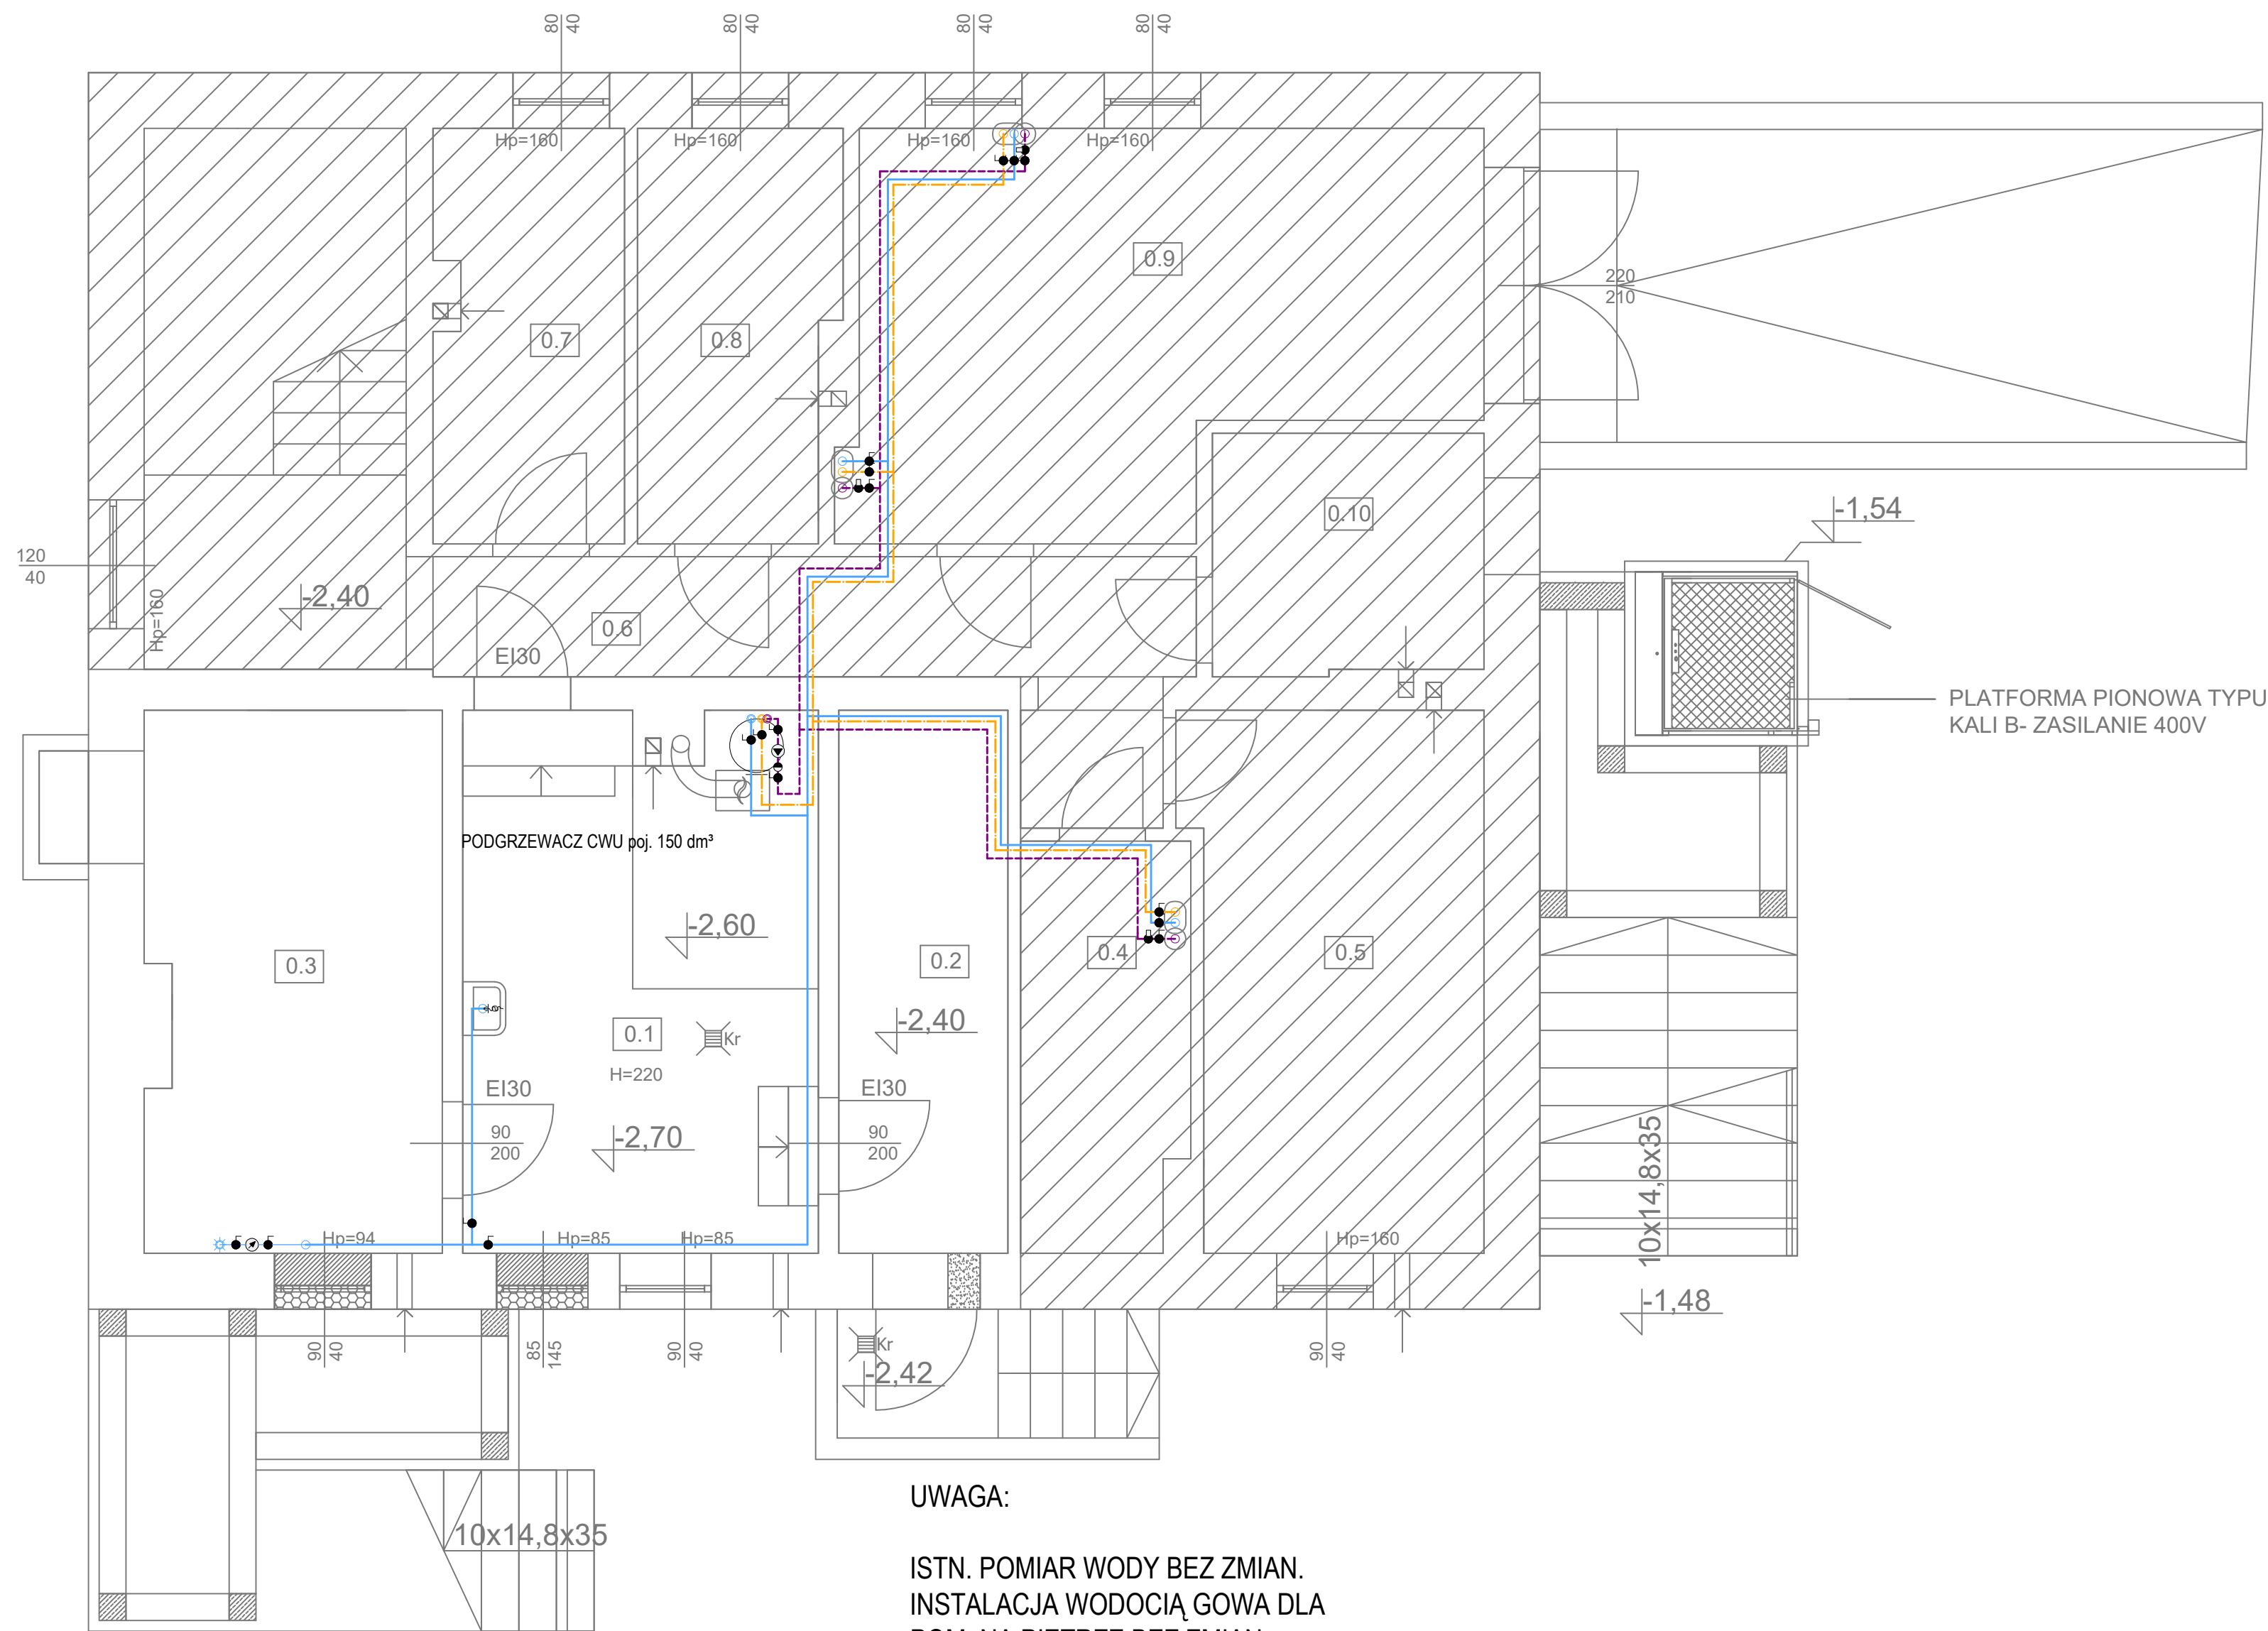 80
40
80
40
80
40
80
40
Hp=160
Hp=160
Hp=160
Hp=160
0.9
220
210
0.7
0.8
0.10
-1,54
120
40
Hp=160
-2,40
0.6
EI30
PLATFORMA PIONOWA TYPU
KALI B- ZASILANIE 400V
PODGRZEWACZ CWU poj. 150 dm³
-2,60
0.3
0.2
0.4
0.5
-2,40
0.1
Kr
H=220
EI30
EI30
90
200
90
200
-2,70
10x14,8x35
Hp=94
Hp=85
Hp=85
Hp=160
-1,48
90
40
85
145
90
40
Kr
-2,42
90
40
10x14,8x35
UWAGA:
ISTN. POMIAR WODY BEZ ZMIAN.
INSTALACJA WODOCIĄ GOWA DLA